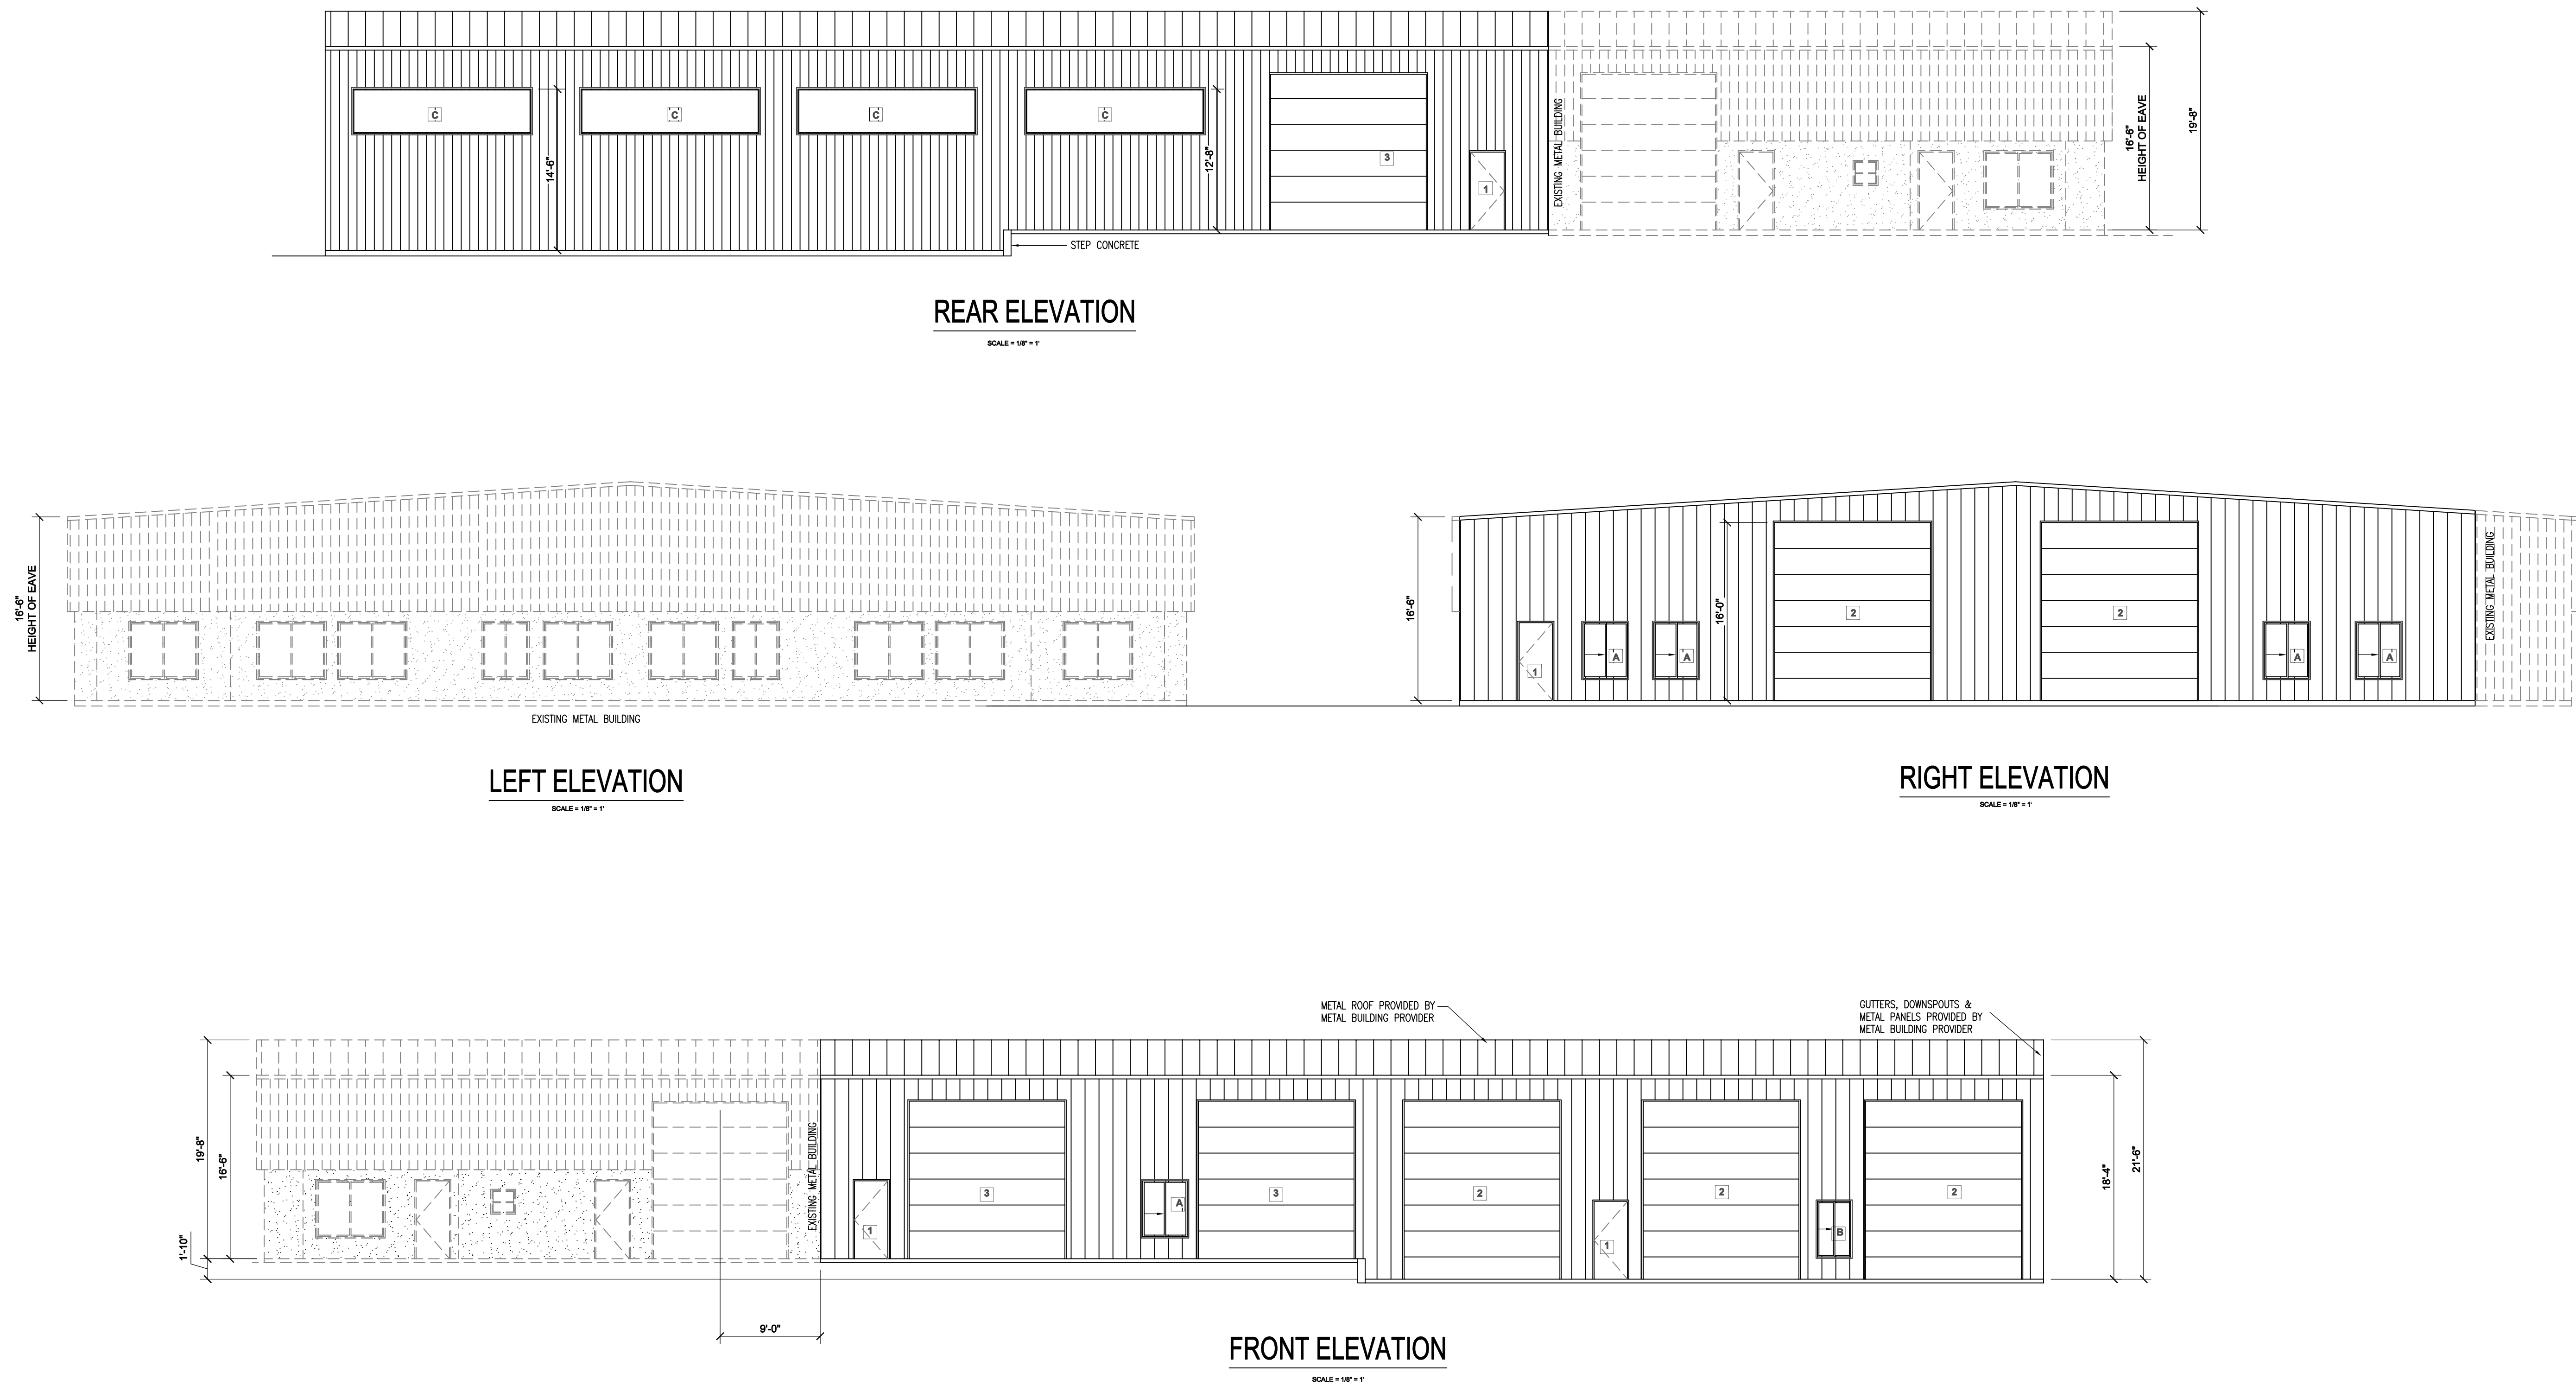 C
C
C
C
14'-6"
12'-8"
3
1
EXISTING METAL BUILDING
16'-6"
HEIGHT OF EAVE
19'-8"
STEP CONCRETE
REAR ELEVATION
SCALE = 1/8" = 1'
16'-6"
HEIGHT OF EAVE
EXISTING METAL BUILDING
LEFT ELEVATION
SCALE = 1/8" = 1'
16'-6"
1
A
A
16'-0"
2
2
A
A
EXISTING METAL BUILDING
RIGHT ELEVATION
SCALE = 1/8" = 1'
METAL ROOF PROVIDED BY
METAL BUILDING PROVIDER
GUTTERS, DOWNSPOUTS &
METAL PANELS PROVIDED BY
METAL BUILDING PROVIDER
19'-8"
16'-6"
1'-10"
EXISTING METAL BUILDING
1
3
A
3
2
1
2
B
2
18'-4"
21'-6"
9'-0"
FRONT ELEVATION
SCALE = 1/8" = 1'